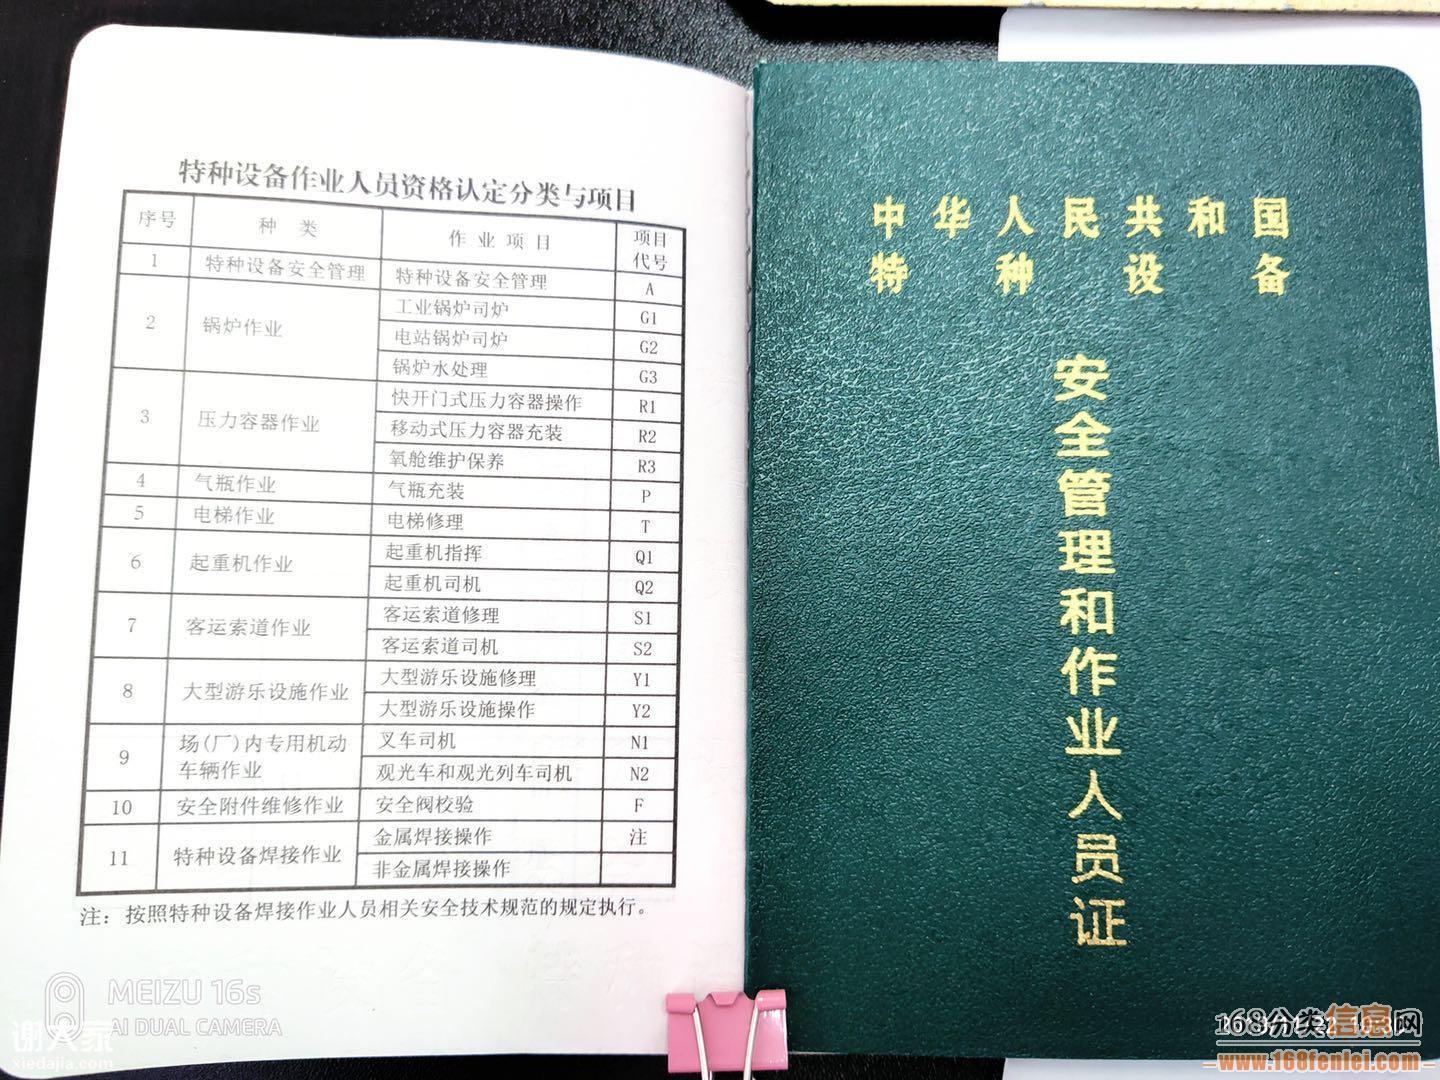 特种设备作业人员资格认定分类与项目
序号 种 类 作 业 项 目 项目代号
1 特种设备安全管理 特种设备安全管理 A
2 锅炉作业 工业锅炉司炉 G1
电站锅炉司炉 G2
锅炉水处理 G3
3 压力容器作业 快开门式压力容器操作 R1
移动式压力容器充装 R2
氧舱维护保养 R3
4 气瓶作业 气瓶充装 P
5 电梯作业 电梯修理 T
6 起重机作业 起重机指挥 Q1
起重机司机 Q2
7 客运索道作业 客运索道修理 S1
客运索道司机 S2
8 大型游乐设施作业 大型游乐设施修理 Y1
大型游乐设施操作 Y2
9 场(厂)内专用机动车辆作业 叉车司机 N1
观光车和观光列车司机 N2
10 安全附件维修作业 安全阀校验 F
11 特种设备焊接作业 金属焊接操作 注
非金属焊接操作
注：按照特种设备焊接作业人员相关安全技术规范的规定执行。
中华人民共和国
特种设备
安全管理和作业人员证
MEIZU 16s
AI DUAL CAMERA
谢大家
xiedajia.com
168分类信息网
www.168fenlei.com